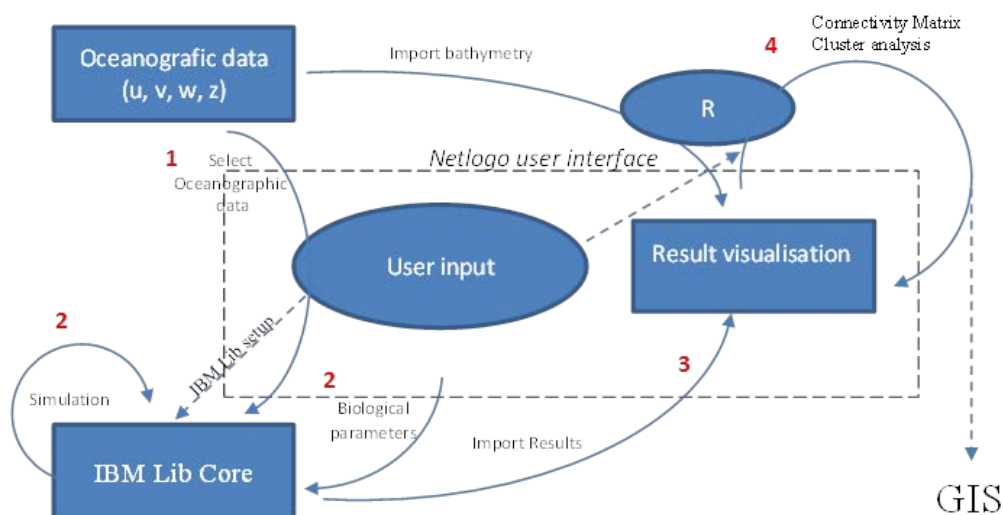 Connectivity Matrix
Cluster analysis
4
Oceanografic data
(u, v, w, z)
Import bathymetry
R
1
Select
Oceanographic
data
Netlogo user interface
User input
Result visualisation
IBM Lib setup
2
Simulation
2
Biological
parameters
3
Import Results
IBM Lib Core
GIS